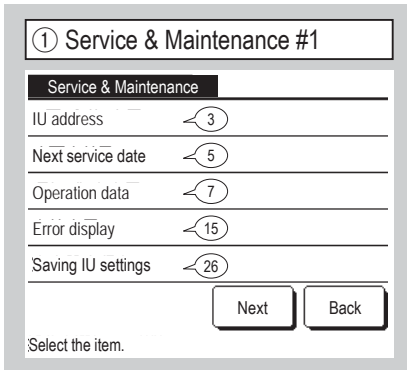 ① Service & Maintenance #1
Service & Maintenance
IU address 3
Next service date 5
Operation data 7
Error display 15
Saving IU settings 26
Next Back
Select the item.